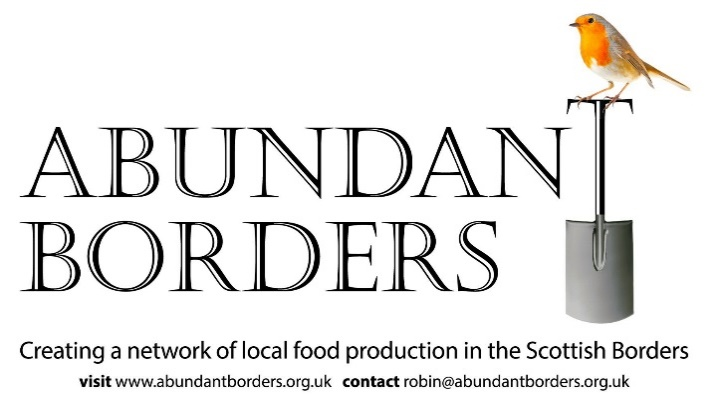 ABUNDANT
BORDERS
Creating a network of local food production in the Scottish Borders
visit www.abundantborders.org.uk contact robin@abundantborders.org.uk